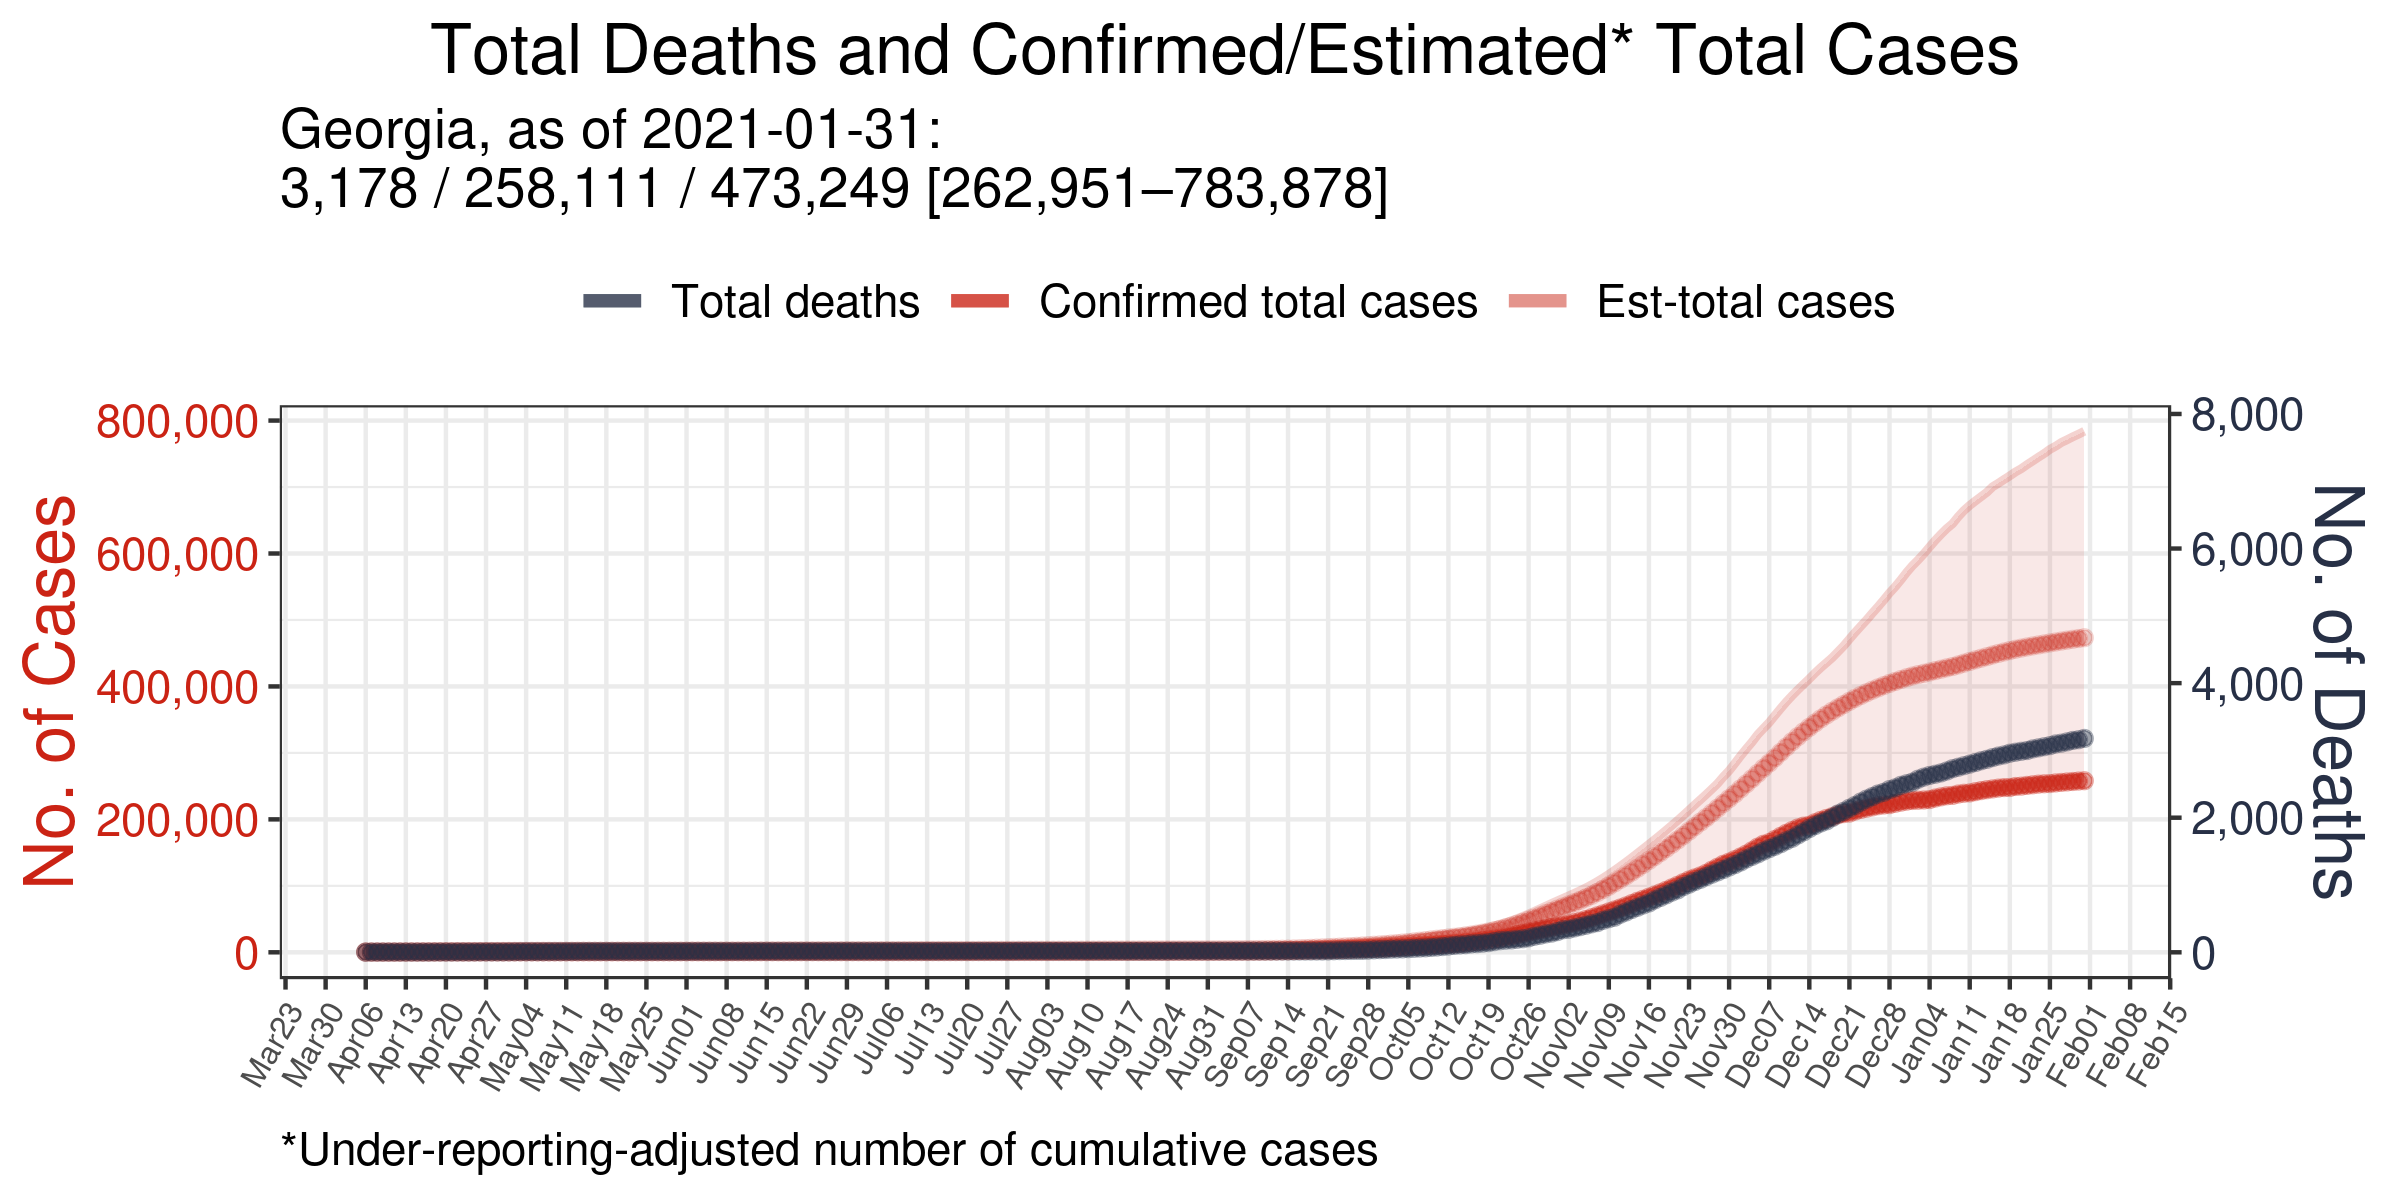 Total Deaths and Confirmed/Estimated* Total Cases
Georgia, as of 2021-01-31:
3,178 / 258,111 / 473,249 [262,951–783,878]
Total deaths
Confirmed total cases
Est-total cases
No. of Cases
800,000
600,000
400,000
200,000
0
8,000
6,000
4,000
2,000
0
No. of Deaths
Mar23
Mar30
Apr06
Apr13
Apr20
Apr27
May04
May11
May18
May25
Jun01
Jun08
Jun15
Jun22
Jun29
Jul06
Jul13
Jul20
Jul27
Aug03
Aug10
Aug17
Aug24
Aug31
Sep07
Sep14
Sep21
Sep28
Oct05
Oct12
Oct19
Oct26
Nov02
Nov09
Nov16
Nov23
Nov30
Dec07
Dec14
Dec21
Dec28
Jan04
Jan11
Jan18
Jan25
Feb01
Feb08
Feb15
*Under-reporting-adjusted number of cumulative cases